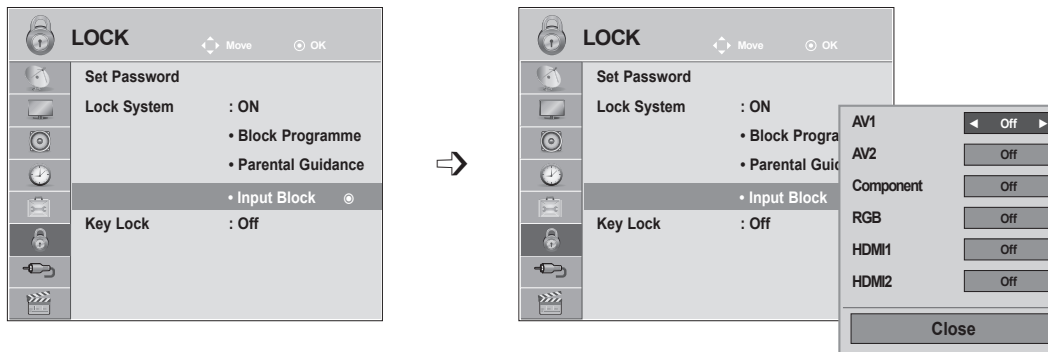 LOCK
Move OK
Set Password
Lock System : ON
• Block Programme
• Parental Guidance
• Input Block
Key Lock : Off
LOCK
Move OK
Set Password
Lock System : ON
• Block Progra
• Parental Guid
• Input Block
Key Lock : Off
AV1 ◄ Off ►
AV2 Off
Component Off
RGB Off
HDMI1 Off
HDMI2 Off
Close